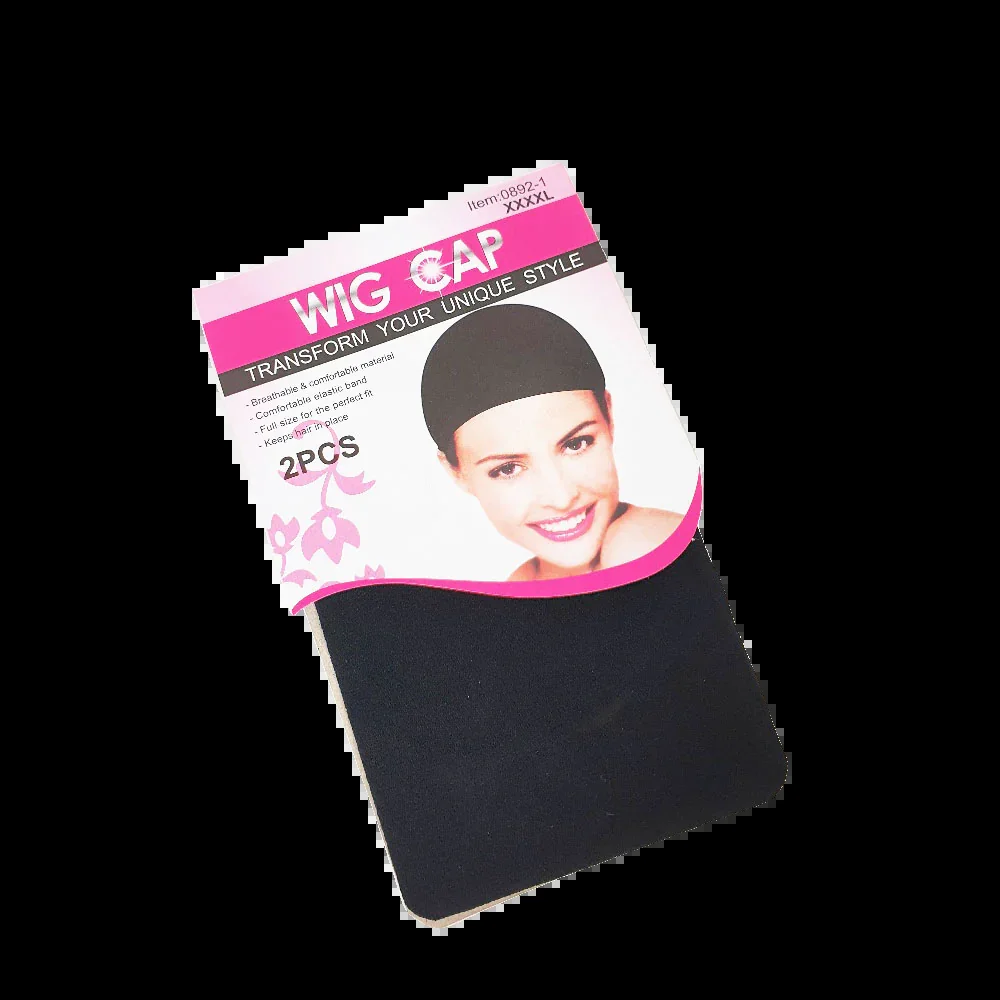 Item:0892-1
XXXXL
WIG CAP
TRANSFORM YOUR UNIQUE STYLE
- Breathable & comfortable material
- Comfortable elastic band
- Full size for the perfect fit
- Keeps hair in place
2PCS